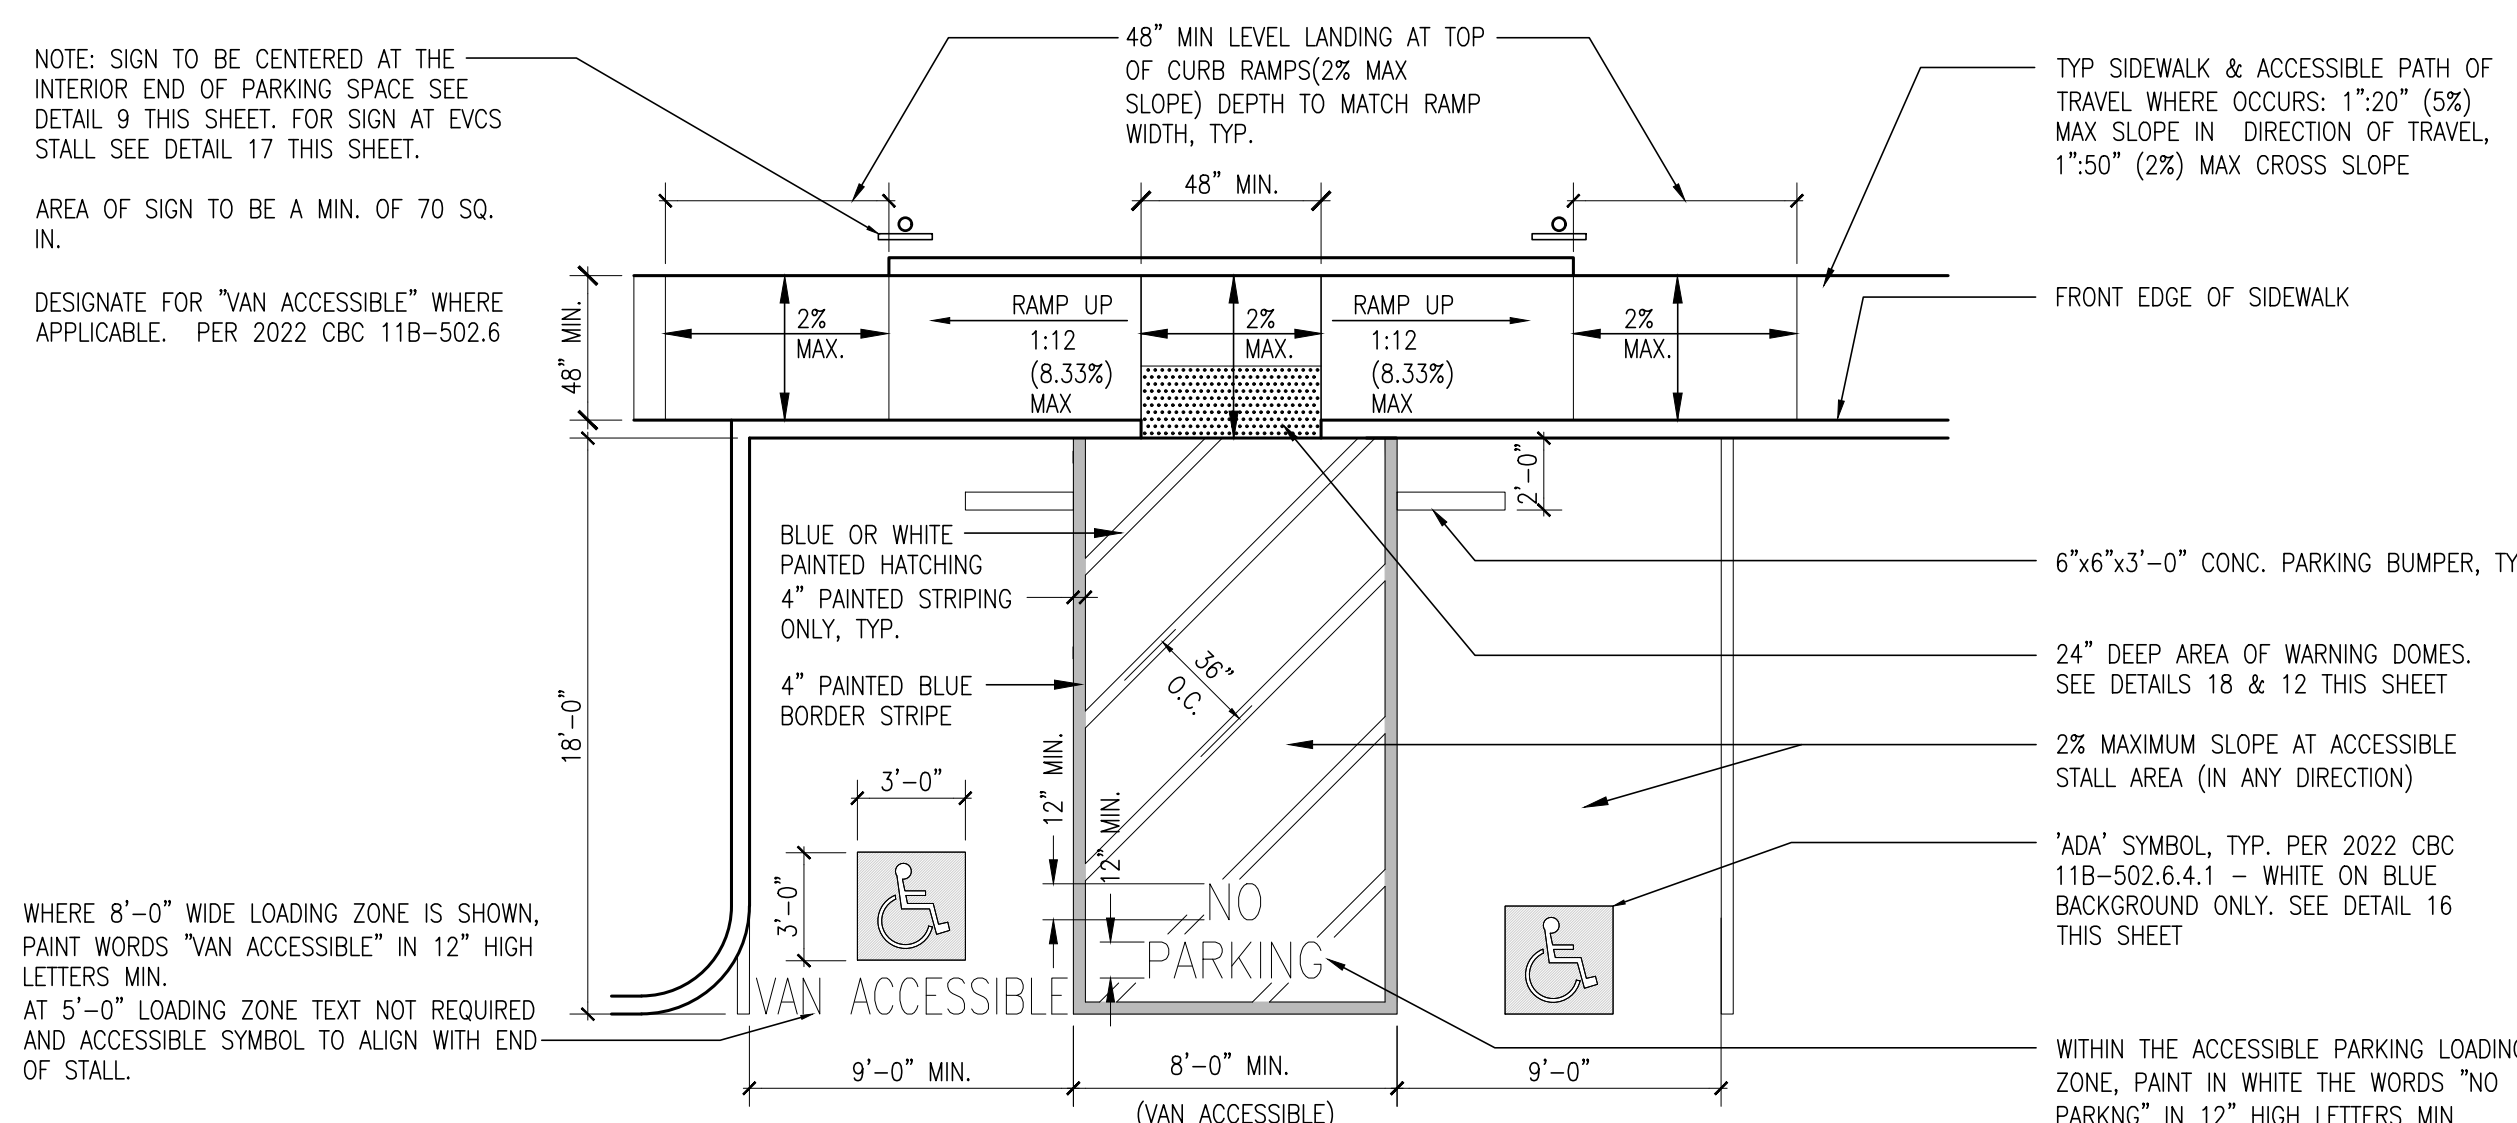 NOTE: SIGN TO BE CENTERED AT THE
INTERIOR END OF PARKING SPACE SEE
DETAIL 9 THIS SHEET. FOR SIGN AT EVCS
STALL SEE DETAIL 17 THIS SHEET.
AREA OF SIGN TO BE A MIN. OF 70 SQ.
IN.
DESIGNATE FOR "VAN ACCESSIBLE" WHERE
APPLICABLE. PER 2022 CBC 11B-502.6
48" MIN LEVEL LANDING AT TOP
OF CURB RAMPS(2% MAX
SLOPE) DEPTH TO MATCH RAMP
WIDTH, TYP.
48" MIN.
TYP SIDEWALK & ACCESSIBLE PATH OF
TRAVEL WHERE OCCURS: 1":20" (5%)
MAX SLOPE IN DIRECTION OF TRAVEL,
1":50" (2%) MAX CROSS SLOPE
FRONT EDGE OF SIDEWALK
48" MIN.
2%
MAX.
RAMP UP
1:12
(8.33%)
MAX
2%
MAX.
RAMP UP
1:12
(8.33%)
MAX
2%
MAX.
2'-0"
18'-0"
BLUE OR WHITE
PAINTED HATCHING
4" PAINTED STRIPING
ONLY, TYP.
4" PAINTED BLUE
BORDER STRIPE
36"
O.C.
6"x6"x3'-0" CONC. PARKING BUMPER, TY
24" DEEP AREA OF WARNING DOMES.
SEE DETAILS 18 & 12 THIS SHEET
2% MAXIMUM SLOPE AT ACCESSIBLE
STALL AREA (IN ANY DIRECTION)
'ADA' SYMBOL, TYP. PER 2022 CBC
11B-502.6.4.1 - WHITE ON BLUE
BACKGROUND ONLY. SEE DETAIL 16
THIS SHEET
3'-0"
3'-0"
12" MIN.
12" MIN.
NO
PARKING
VAN ACCESSIBLE
WHERE 8'-0" WIDE LOADING ZONE IS SHOWN,
PAINT WORDS "VAN ACCESSIBLE" IN 12" HIGH
LETTERS MIN.
AT 5'-0" LOADING ZONE TEXT NOT REQUIRED
AND ACCESSIBLE SYMBOL TO ALIGN WITH END
OF STALL.
9'-0" MIN.
8'-0" MIN.
(VAN ACCESSIBLE)
9'-0"
WITHIN THE ACCESSIBLE PARKING LOADING
ZONE, PAINT IN WHITE THE WORDS "NO
PARKNG" IN 12" HIGH LETTERS MIN